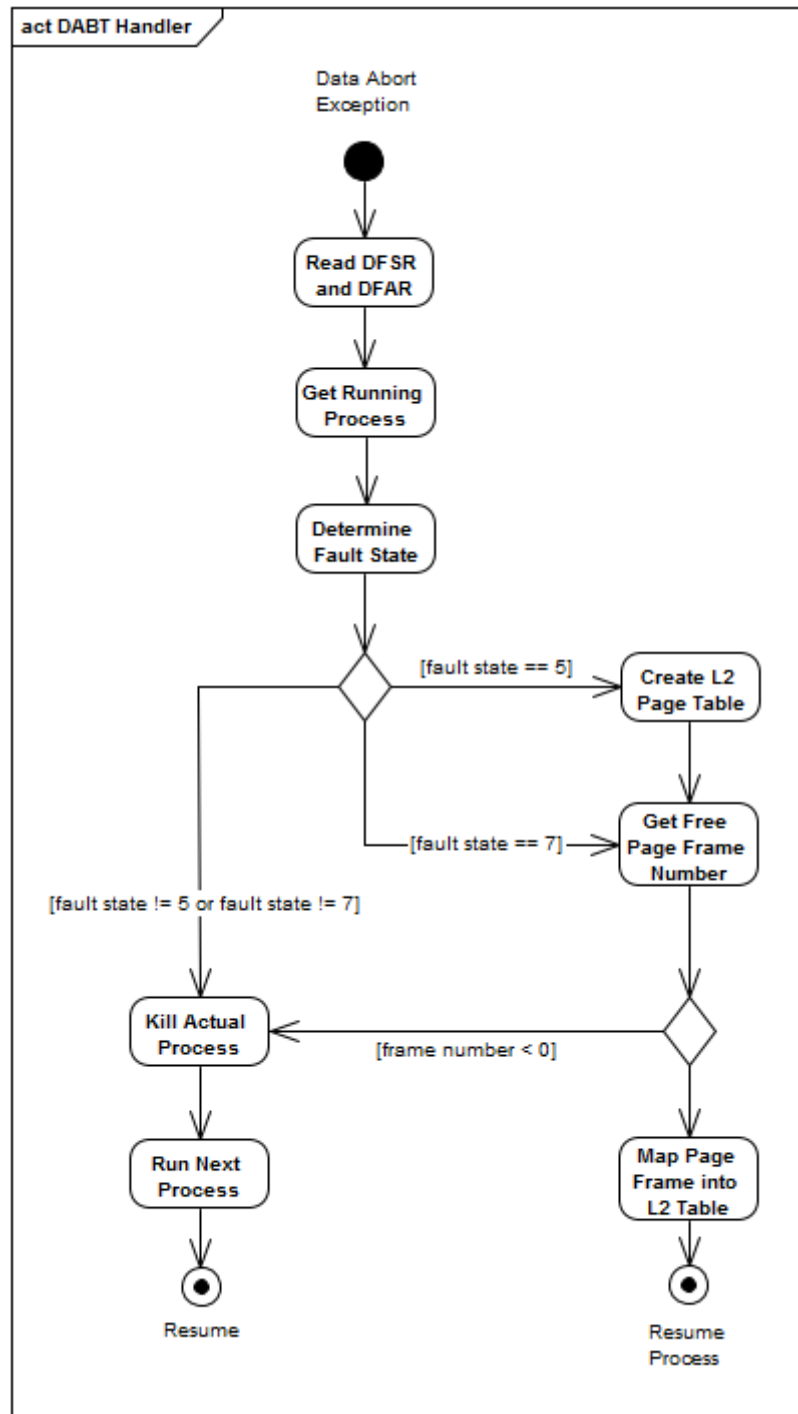 act DABT Handler
Data Abort
Exception
Read DFSR
and DFAR
Get Running
Process
Determine
Fault State
[fault state == 5]
Create L2
Page Table
[fault state == 7]
Get Free
Page Frame
Number
[fault state != 5 or fault state != 7]
Kill Actual
Process
[frame number < 0]
Run Next
Process
Map Page
Frame into
L2 Table
Resume
Resume
Process